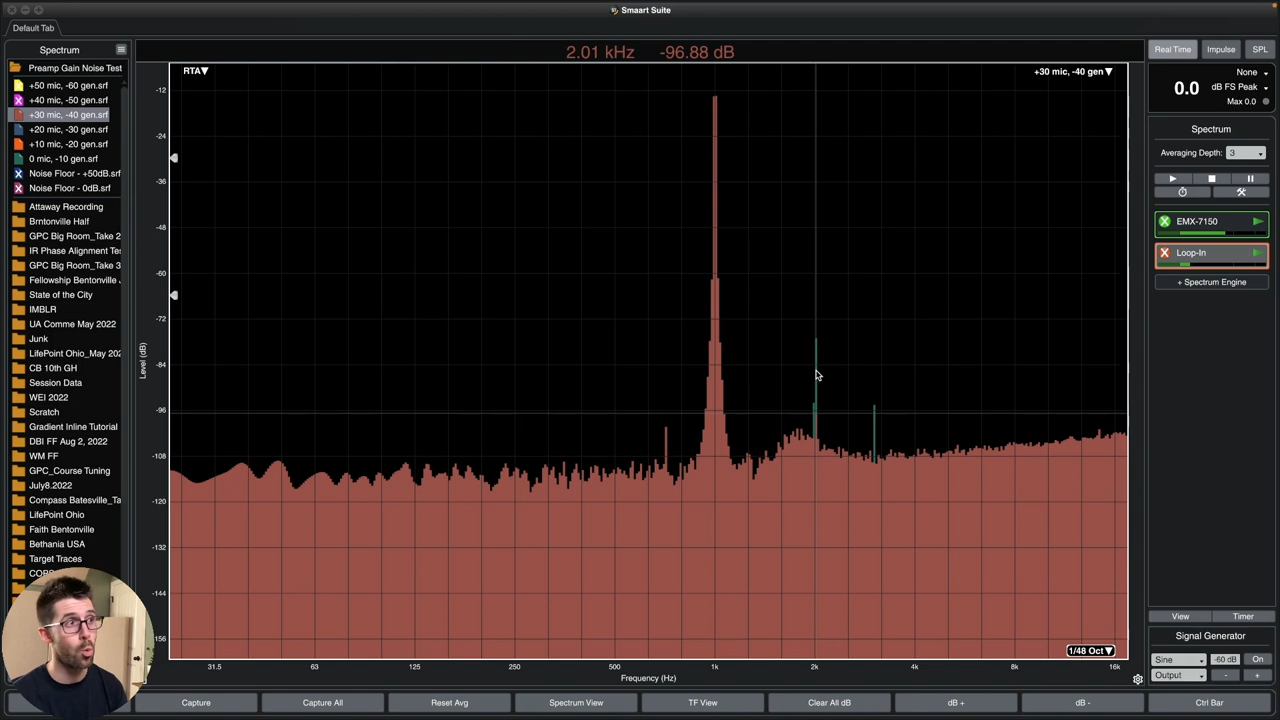 Smaart Suite
Default Tab
Spectrum
Preamp Gain Noise Test
+50 mic, -60 gen.srf
+40 mic, -50 gen.srf
+30 mic, -40 gen.srf
+20 mic, -30 gen.srf
+10 mic, -20 gen.srf
0 mic, -10 gen.srf
Noise Floor - +50dB.srf
Noise Floor - 0dB.srf
Attaway Recording
Brntonville Half
GPC Big Room_Take 2
IR Phase Alignment Tes
GPC Big Room_Take 3
Fellowship Bentonville
State of the City
IMBLR
UA Comme May 2022
Junk
LifePoint Ohio_May 202
CB 10th GH
Session Data
WEI 2022
Scratch
Gradient Inline Tutorial
DBI FF Aug 2, 2022
WM FF
GPC_Course Tuning
July8.2022
Compass Batesville_Ta
LifePoint Ohio
Faith Bentonville
Bethania USA
Target Traces
2.01 kHz -96.88 dB
RTA▼
+30 mic, -40 gen▼
Level (dB)
-12
-24
-36
-48
-60
-72
-84
-96
-108
-120
-132
-144
156
1/48 Oct▼
31.5 63 125 250 500 1k 2k 4k 8k 16k
Frequency (Hz)
Real Time Impulse SPL
None
0.0 dB FS Peak
Max 0.0
Spectrum
Averaging Depth: 3
EMX-7150
Loop-In
+ Spectrum Engine
View Timer
Signal Generator
Sine -60 dB On
Output - +
Capture Capture All Reset Avg Spectrum View TF View Clear All dB dB + dB - Ctrl Bar